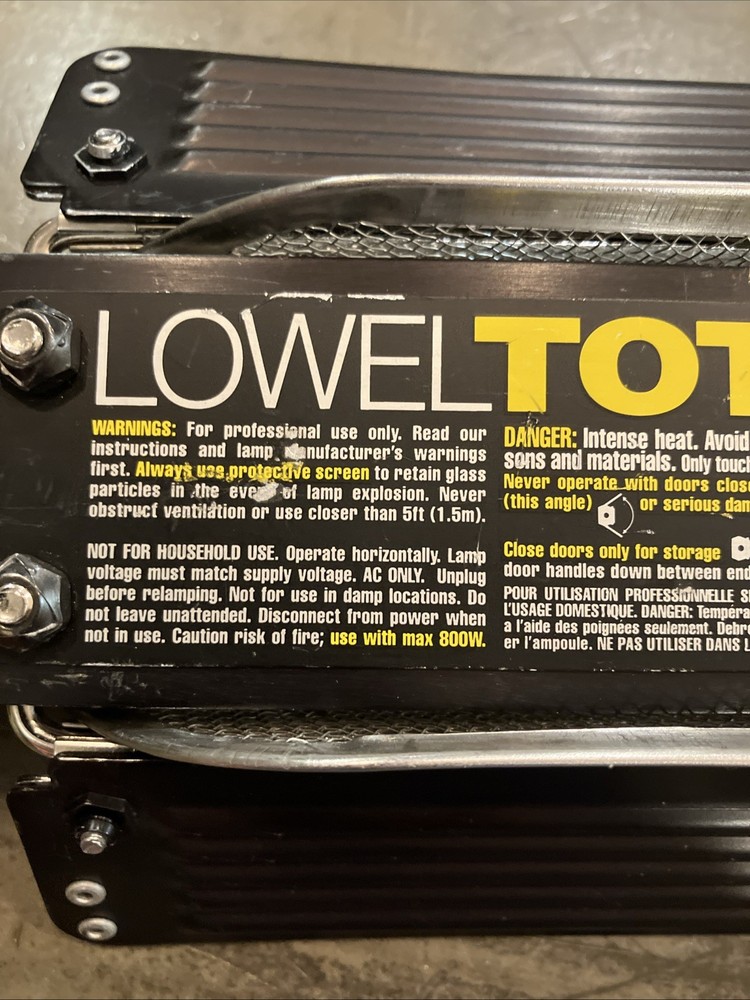 LOWELTOT
WARNINGS: For professional use only. Read our
instructions and lamp manufacturer's warnings
first. Always use protective screen to retain glass
particles in the event of lamp explosion. Never
obstruct ventilation or use closer than 5ft (1.5m).
NOT FOR HOUSEHOLD USE. Operate horizontally. Lamp
voltage must match supply voltage. AC ONLY. Unplug
before relamping. Not for use in damp locations. Do
not leave unattended. Disconnect from power when
not in use. Caution risk of fire; use with max 800W.
DANGER: Intense heat. Avoid
sons and materials. Only touc
Never operate with doors close
(this angle) or serious dam
Close doors only for storage
door handles down between end
POUR UTILISATION PROFESSIONNELLE S
L'USAGE DOMESTIQUE. DANGER: Tempéra
a l'aide des poignées seulement. Debr
er l'ampoule. NE PAS UTILISER DANS L